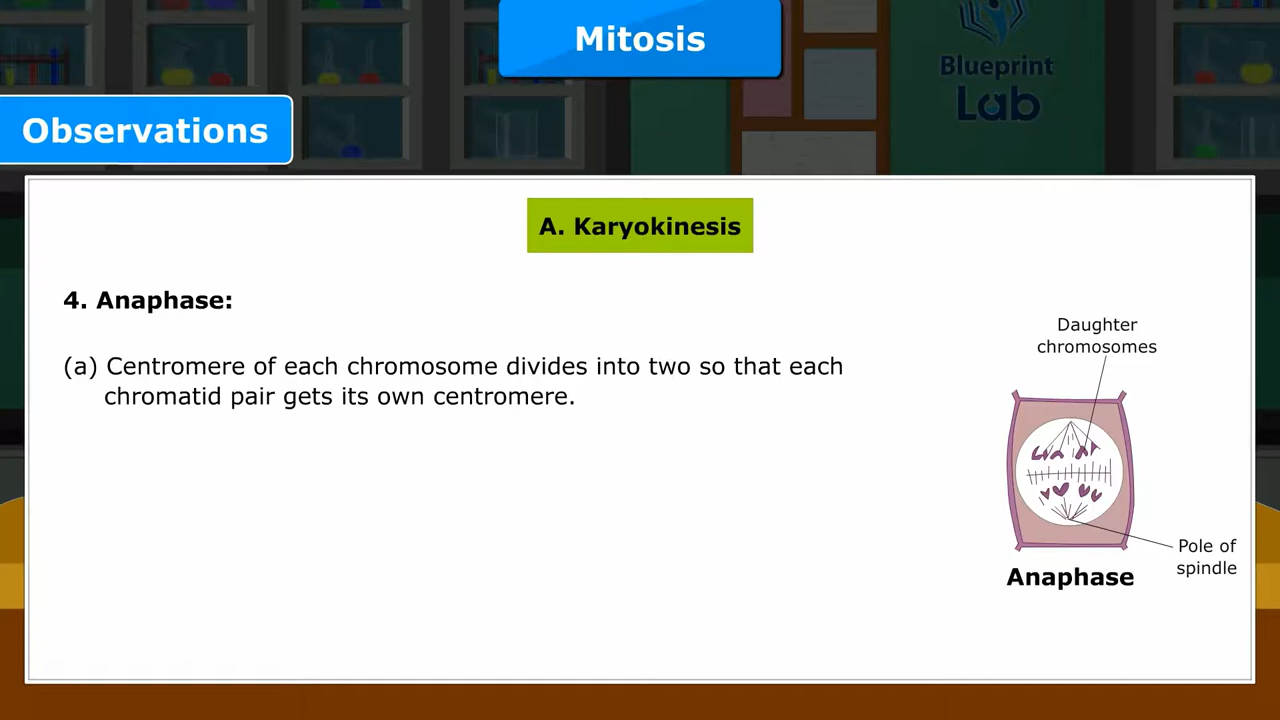 Mitosis
Blueprint
Lab
Observations
A. Karyokinesis
4. Anaphase:
(a) Centromere of each chromosome divides into two so that each
chromatid pair gets its own centromere.
Daughter
chromosomes
Pole of
spindle
Anaphase